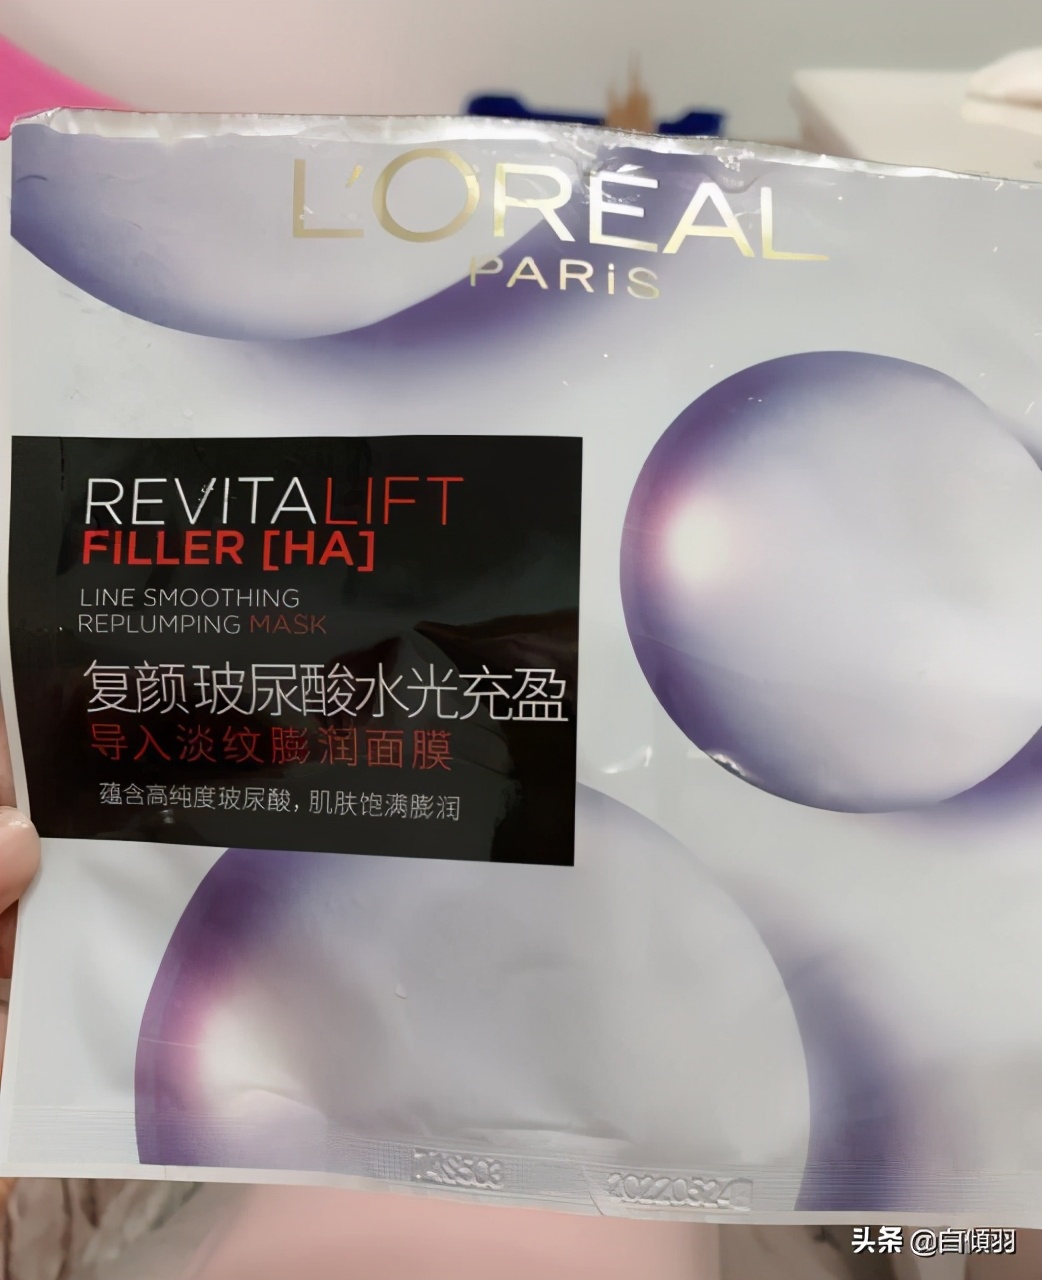 L'ORÉAL
PARiS
REVITALIFT
FILLER [HA]
LINE SMOOTHING
REPLUMPING MASK
复颜玻尿酸水光充盈
导入淡纹膨润面膜
蕴含高纯度玻尿酸，肌肤饱满膨润
头条 @白傾羽